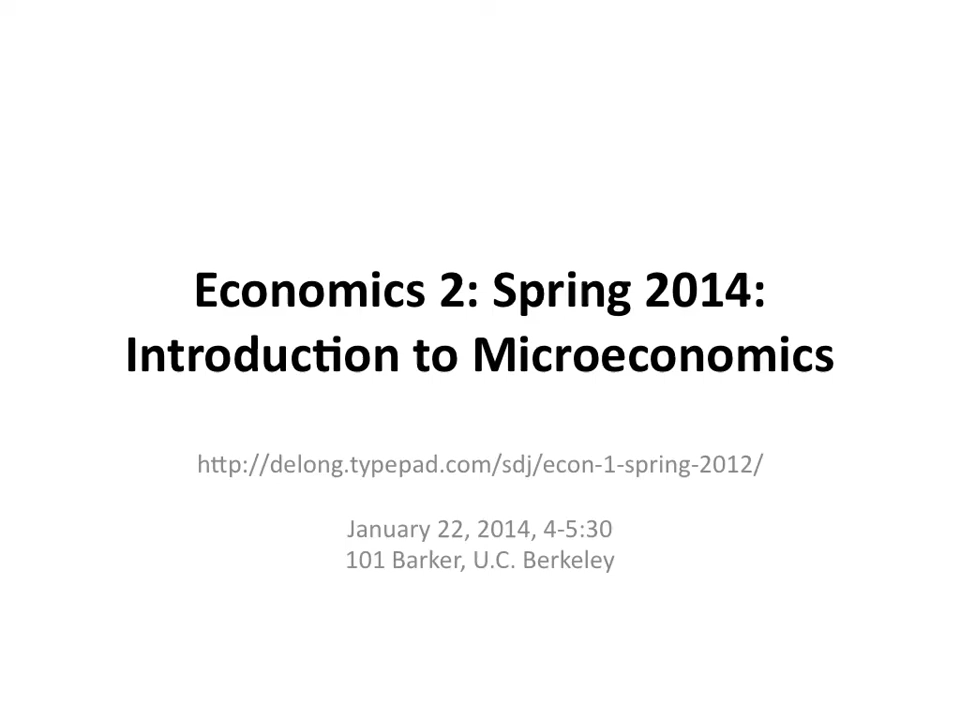 Economics 2: Spring 2014:
Introduction to Microeconomics
http://delong.typepad.com/sdj/econ-1-spring-2012/
January 22, 2014, 4-5:30
101 Barker, U.C. Berkeley